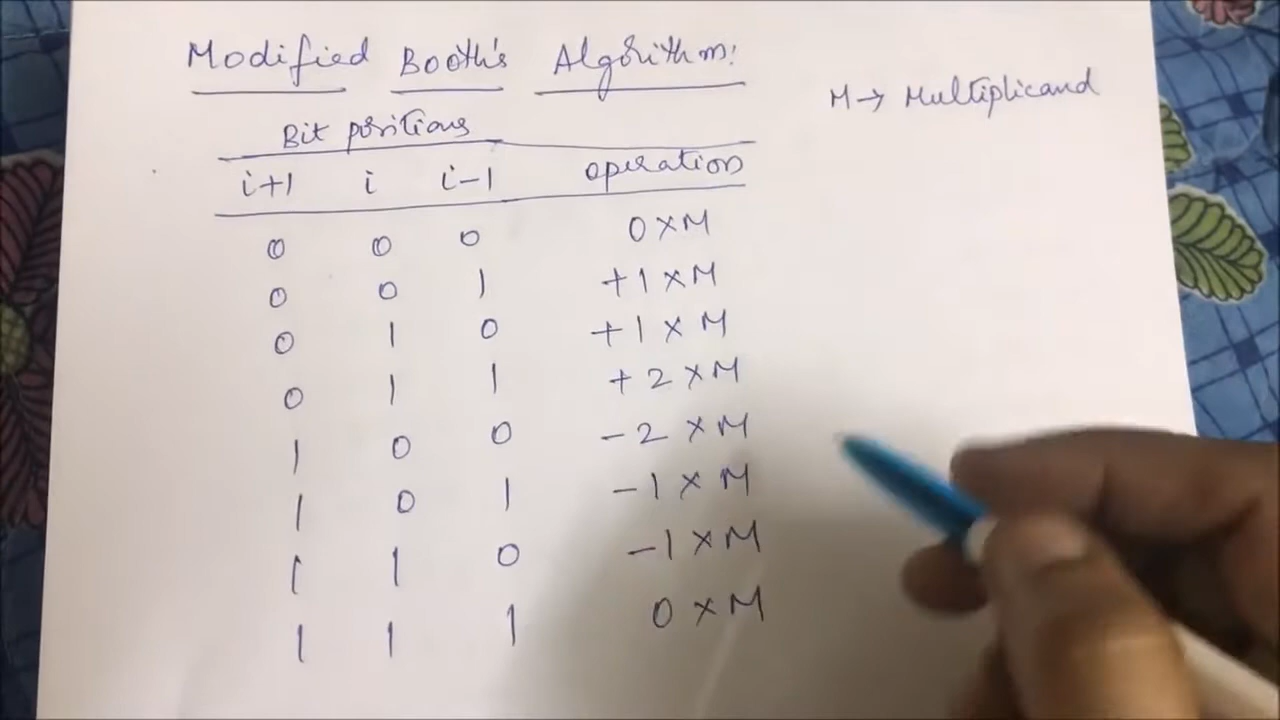 Modified Booth's Algorithm:
M → Multiplicand
Bit positions
i+1 i i-1 operation
0 0 0 0 × M
0 0 1 +1 × M
0 1 0 +1 × M
0 1 1 +2 × M
1 0 0 -2 × M
1 0 1 -1 × M
1 1 0 -1 × M
1 1 1 0 × M